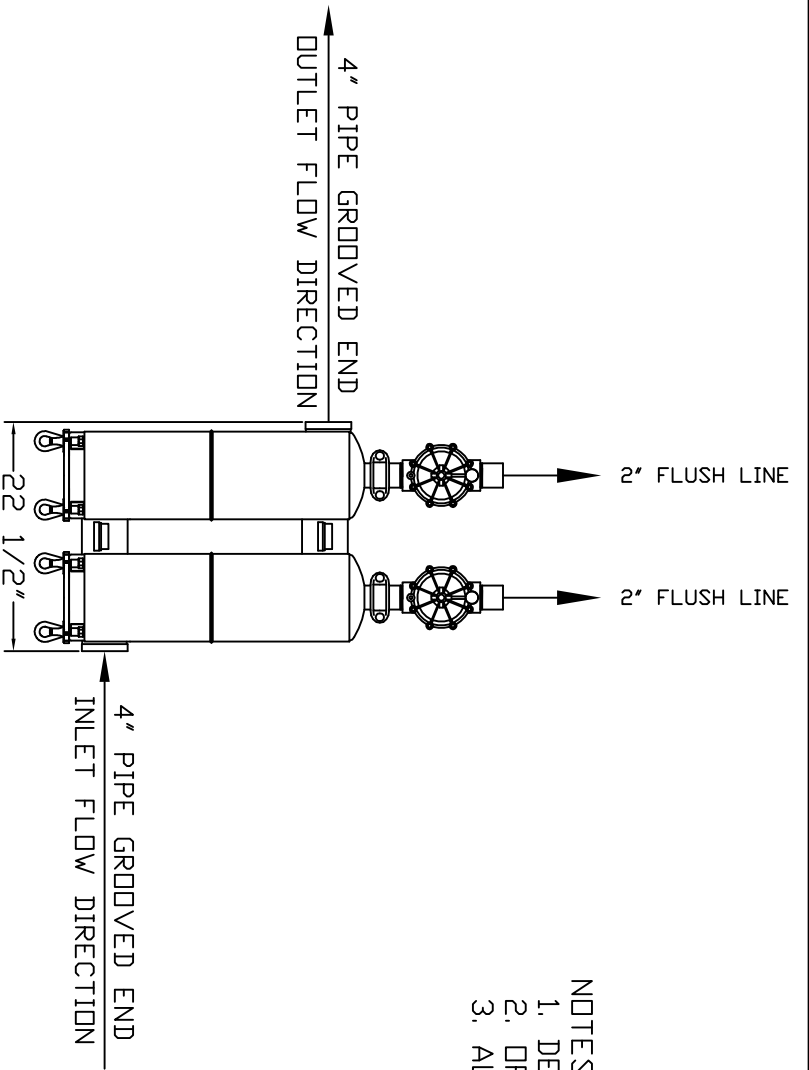 4" PIPE GROOVED END
OUTLET FLOW DIRECTION
2" FLUSH LINE
2" FLUSH LINE
22 1/2"
4" PIPE GROOVED END
INLET FLOW DIRECTION
NOTES
1.
2.
3.